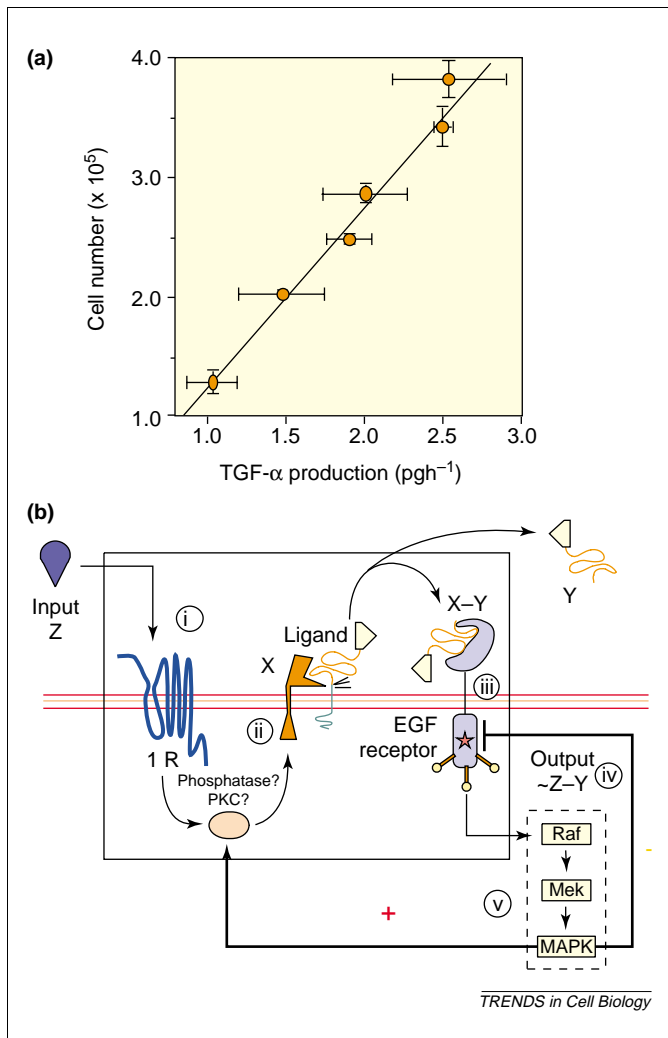 (a)
4.0
3.0
2.0
1.0
Cell number (x 10⁵)
1.0 1.5 2.0 2.5 3.0
TGF-α production (pgh⁻¹)
(b)
Input
Z
i
1 R
Phosphatase?
PKC?
ii
X
Ligand
X–Y
Y
iii
EGF
receptor
Output
~Z–Y
iv
-
Raf
Mek
MAPK
v
+
TRENDS in Cell Biology